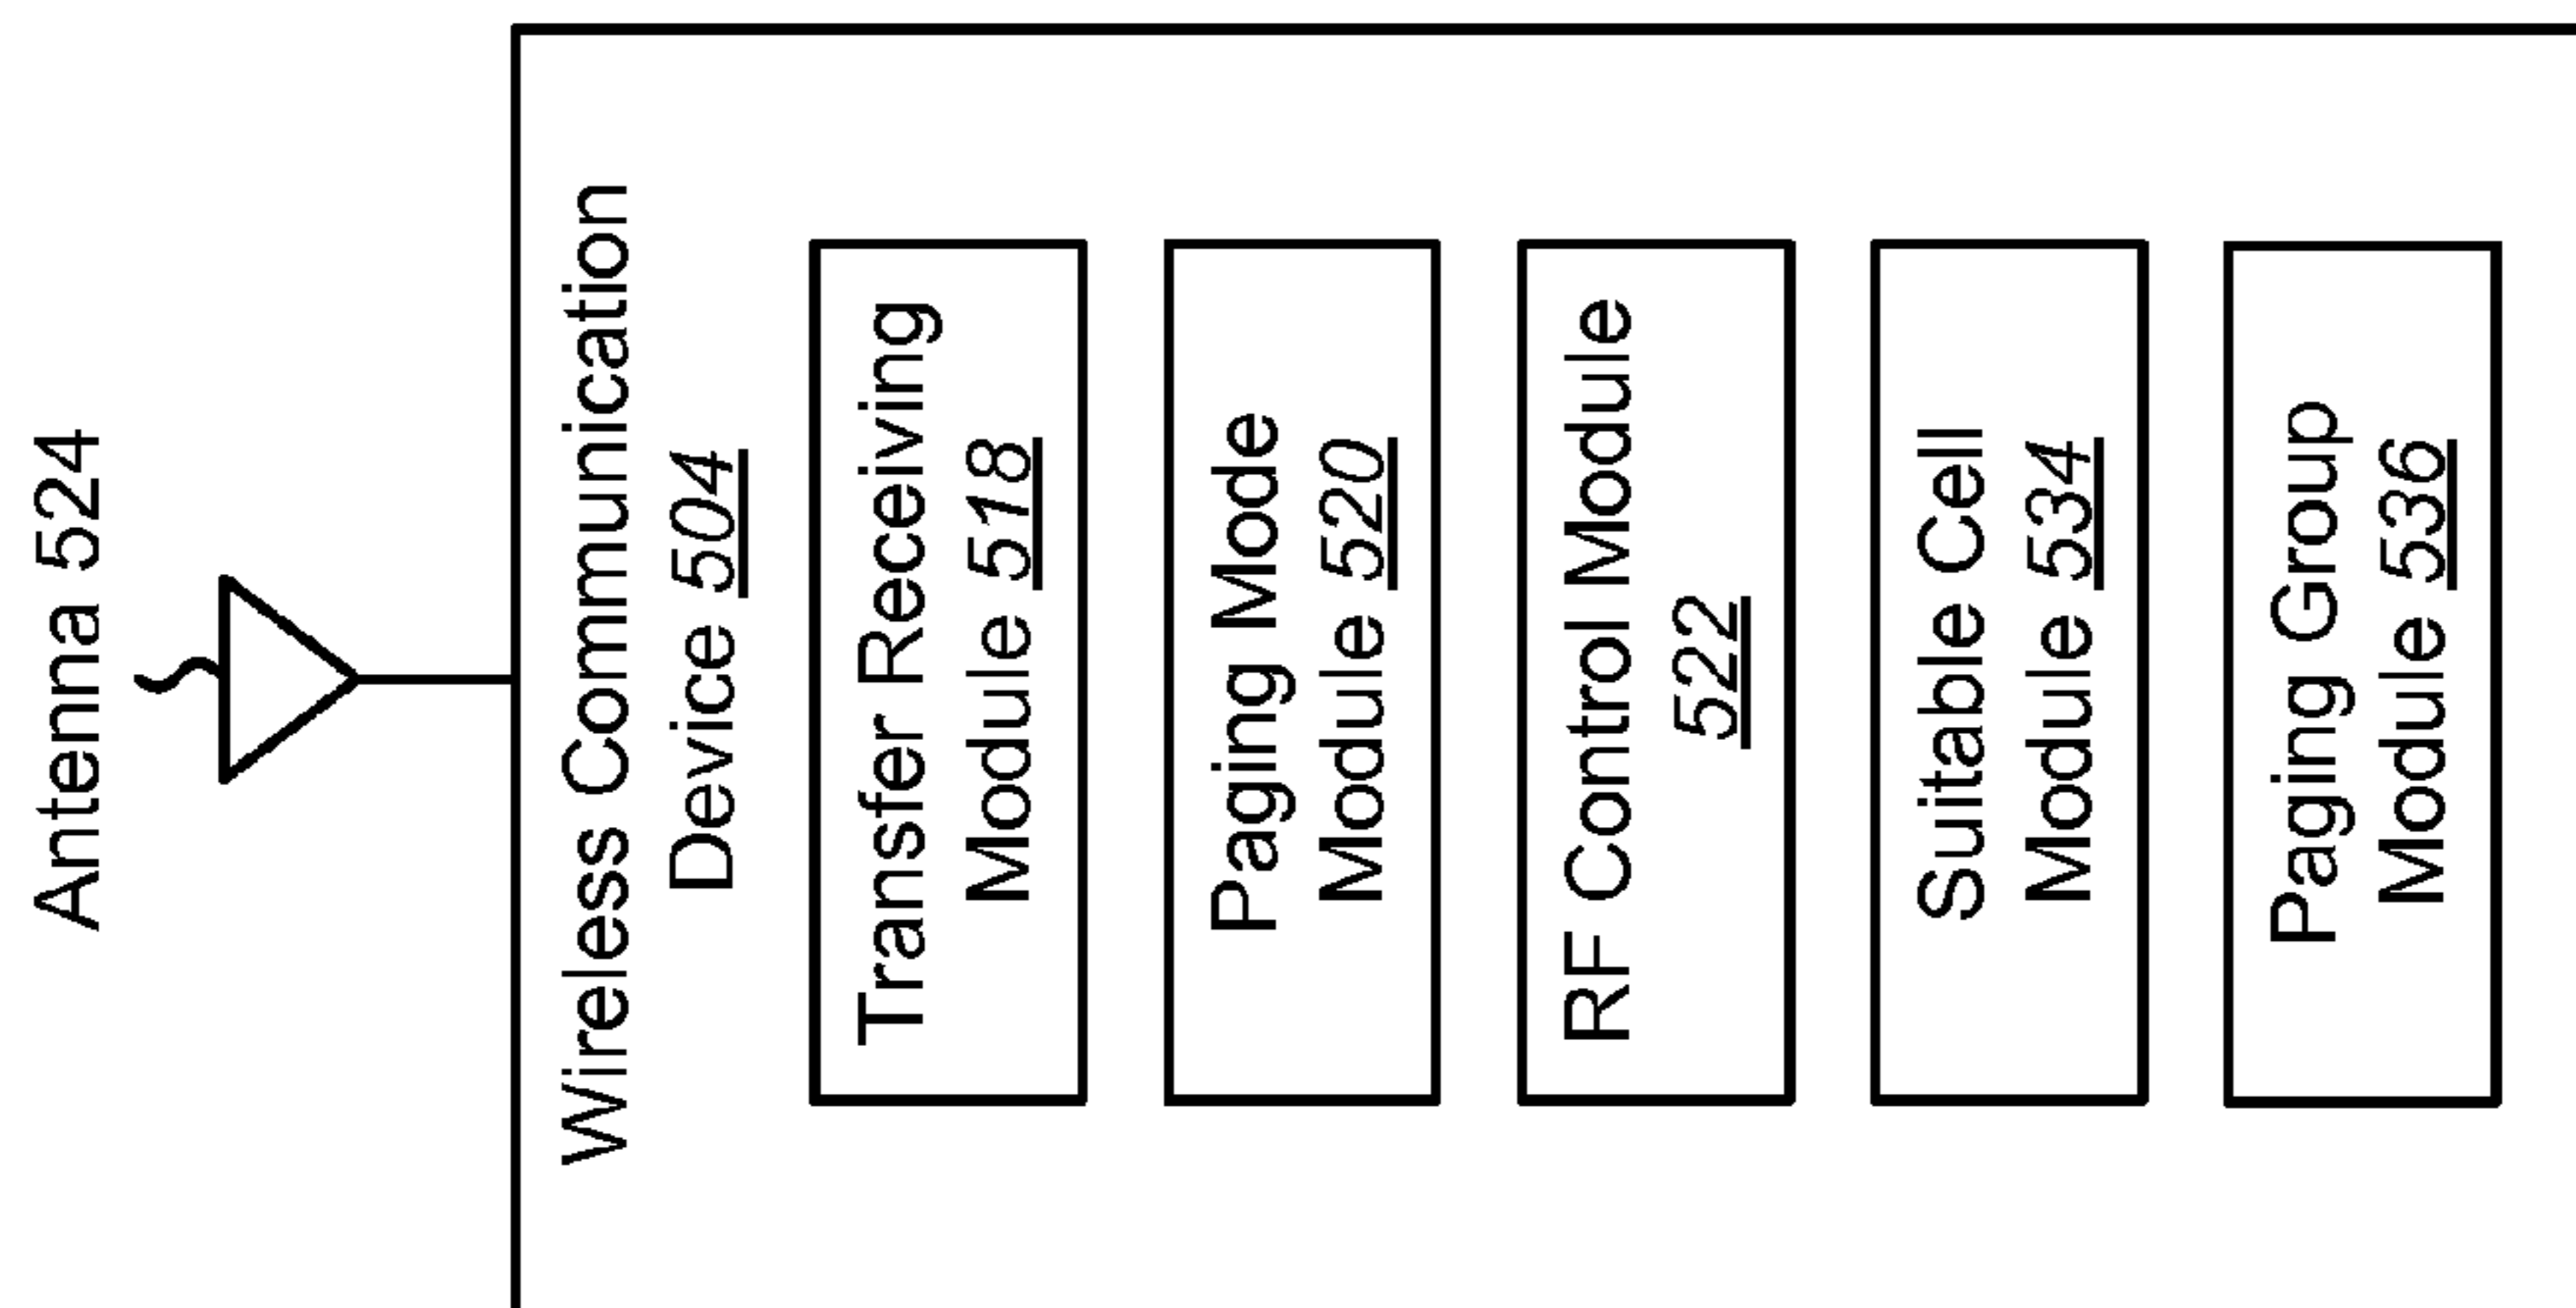 Antenna 524
Wireless Communication
Device 504
Transfer Receiving
Module 518
Paging Mode
Module 520
RF Control Module
522
Suitable Cell
Module 534
Paging Group
Module 536